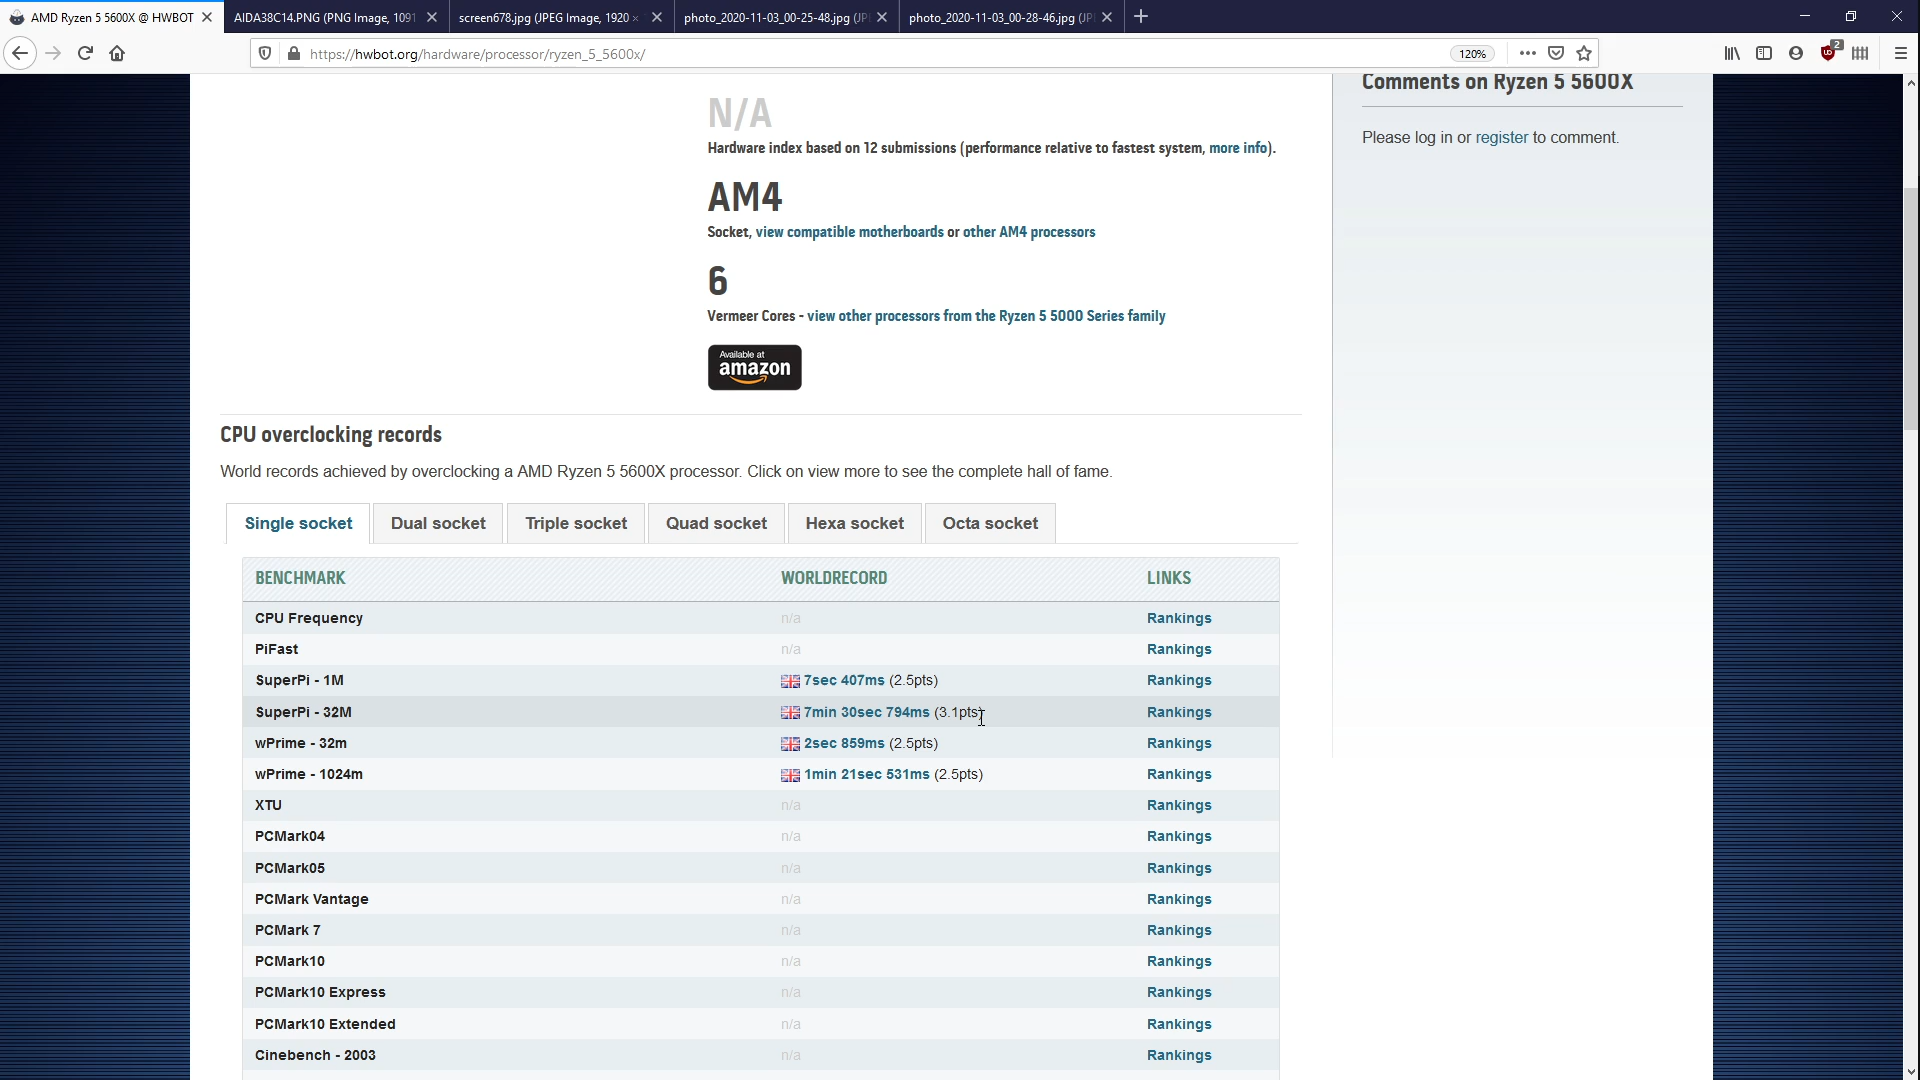 AMD Ryzen 5 5600X @ HWBOT
AIDA38C14.PNG (PNG Image, 1091
screen678.jpg (JPEG Image, 1920 ×
photo_2020-11-03_00-25-48.jpg (JP
photo_2020-11-03_00-28-46.jpg (JP
https://hwbot.org/hardware/processor/ryzen_5_5600x/
120%
2
N/A
Hardware index based on 12 submissions (performance relative to fastest system, more info).
AM4
Socket, view compatible motherboards or other AM4 processors
6
Vermeer Cores - view other processors from the Ryzen 5 5000 Series family
Available at
amazon
Comments on Ryzen 5 5600X
Please log in or register to comment.
CPU overclocking records
World records achieved by overclocking a AMD Ryzen 5 5600X processor. Click on view more to see the complete hall of fame.
Single socket Dual socket Triple socket Quad socket Hexa socket Octa socket
BENCHMARK WORLDRECORD LINKS
CPU Frequency n/a Rankings
PiFast n/a Rankings
SuperPi - 1M 7sec 407ms (2.5pts) Rankings
SuperPi - 32M 7min 30sec 794ms (3.1pts) Rankings
wPrime - 32m 2sec 859ms (2.5pts) Rankings
wPrime - 1024m 1min 21sec 531ms (2.5pts) Rankings
XTU n/a Rankings
PCMark04 n/a Rankings
PCMark05 n/a Rankings
PCMark Vantage n/a Rankings
PCMark 7 n/a Rankings
PCMark10 n/a Rankings
PCMark10 Express n/a Rankings
PCMark10 Extended n/a Rankings
Cinebench - 2003 n/a Rankings